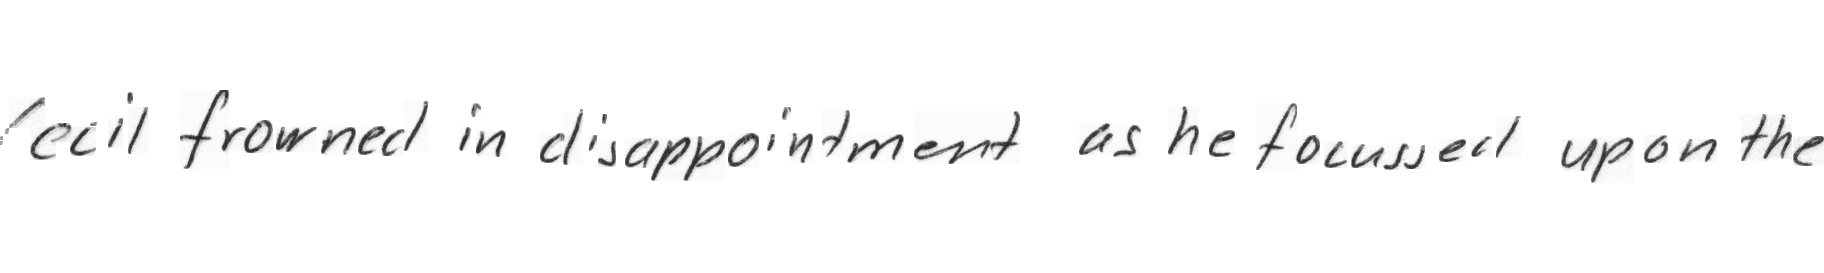 Cecil frowned in disappointment as he focussed upon the